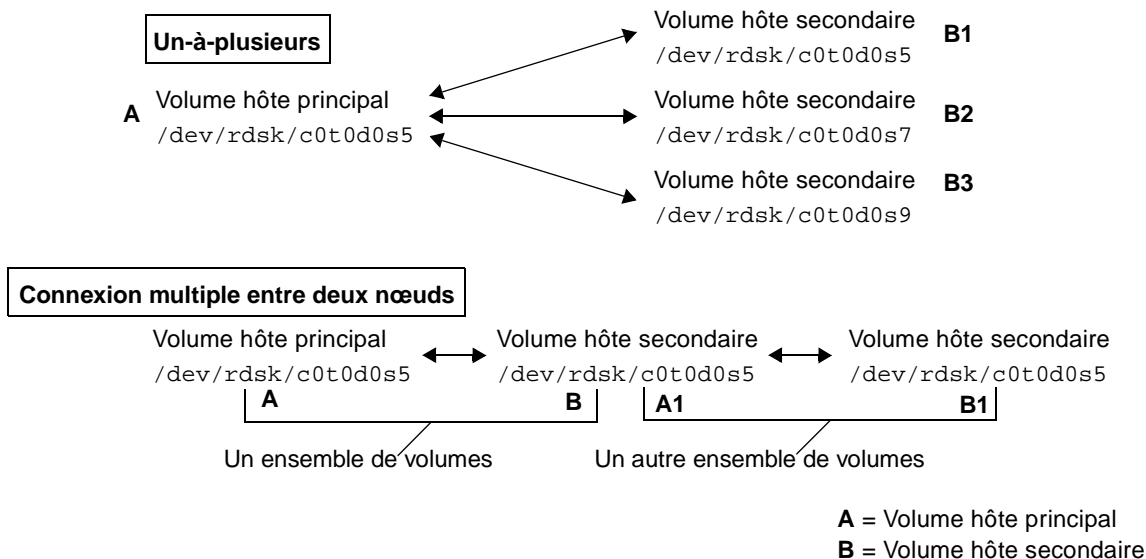 Un-à-plusieurs
A
Volume hôte principal
/dev/rdsk/c0t0d0s5
Volume hôte secondaire
/dev/rdsk/c0t0d0s5
B1
Volume hôte secondaire
/dev/rdsk/c0t0d0s7
B2
Volume hôte secondaire
/dev/rdsk/c0t0d0s9
B3
Connexion multiple entre deux nœuds
Volume hôte principal
/dev/rdsk/c0t0d0s5
Volume hôte secondaire
/dev/rdsk/c0t0d0s5
Volume hôte secondaire
/dev/rdsk/c0t0d0s5
A
B
A1
B1
Un ensemble de volumes
Un autre ensemble de volumes
A = Volume hôte principal
B = Volume hôte secondaire